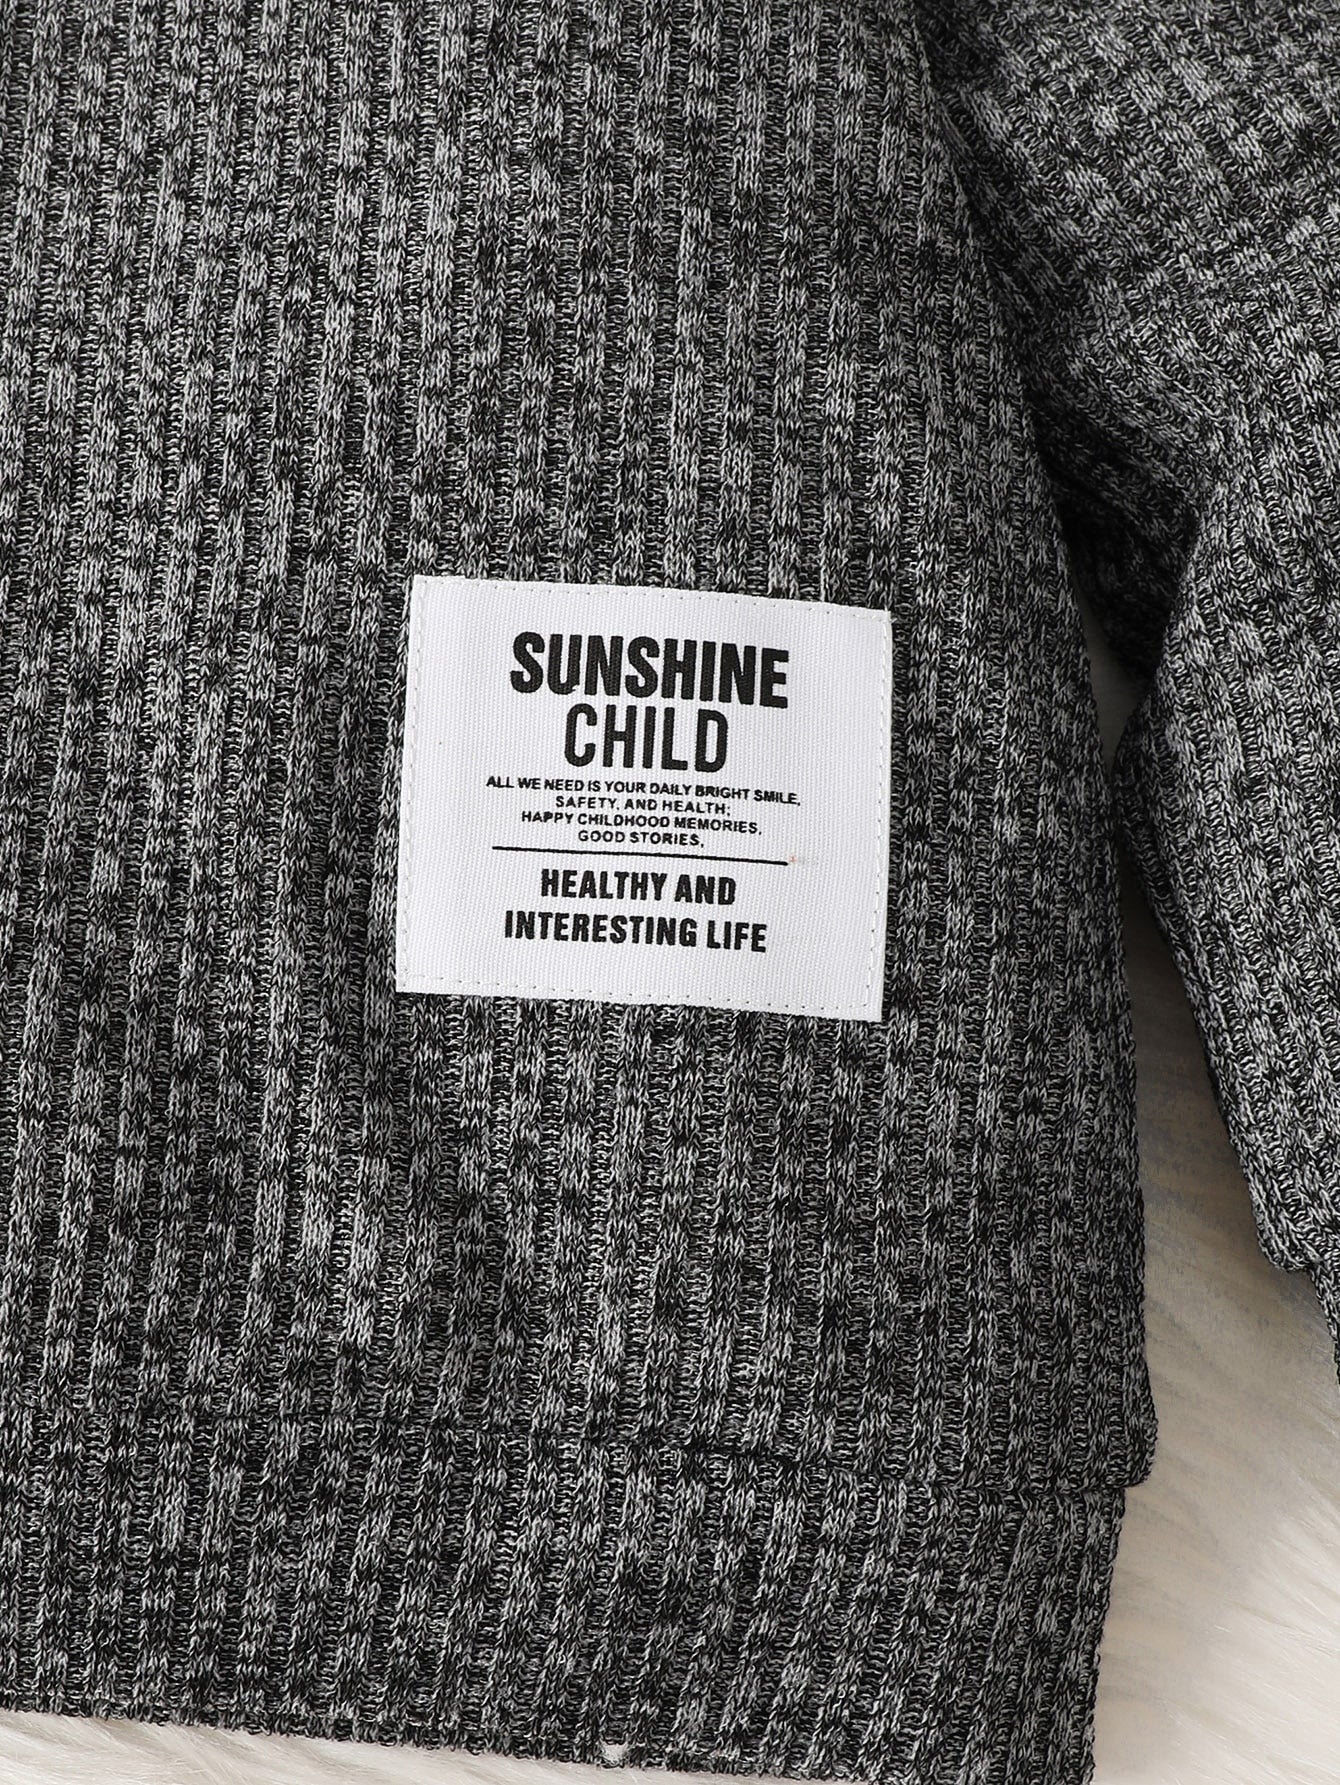 SUNSHINE
CHILD
ALL WE NEED IS YOUR DAILY BRIGHT SMILE,
SAFETY, AND HEALTH;
HAPPY CHILDHOOD MEMORIES,
GOOD STORIES,
HEALTHY AND
INTERESTING LIFE